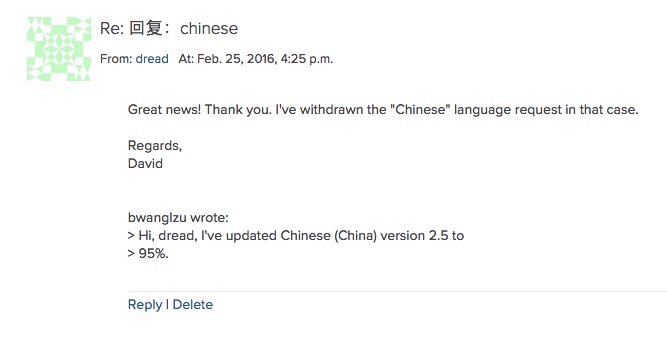 Re: 回复：chinese
From: dread At: Feb. 25, 2016, 4:25 p.m.
Great news! Thank you. I've withdrawn the "Chinese" language request in that case.
Regards,
David
bwanglzu wrote:
> Hi, dread, I've updated Chinese (China) version 2.5 to
> 95%.
Reply | Delete